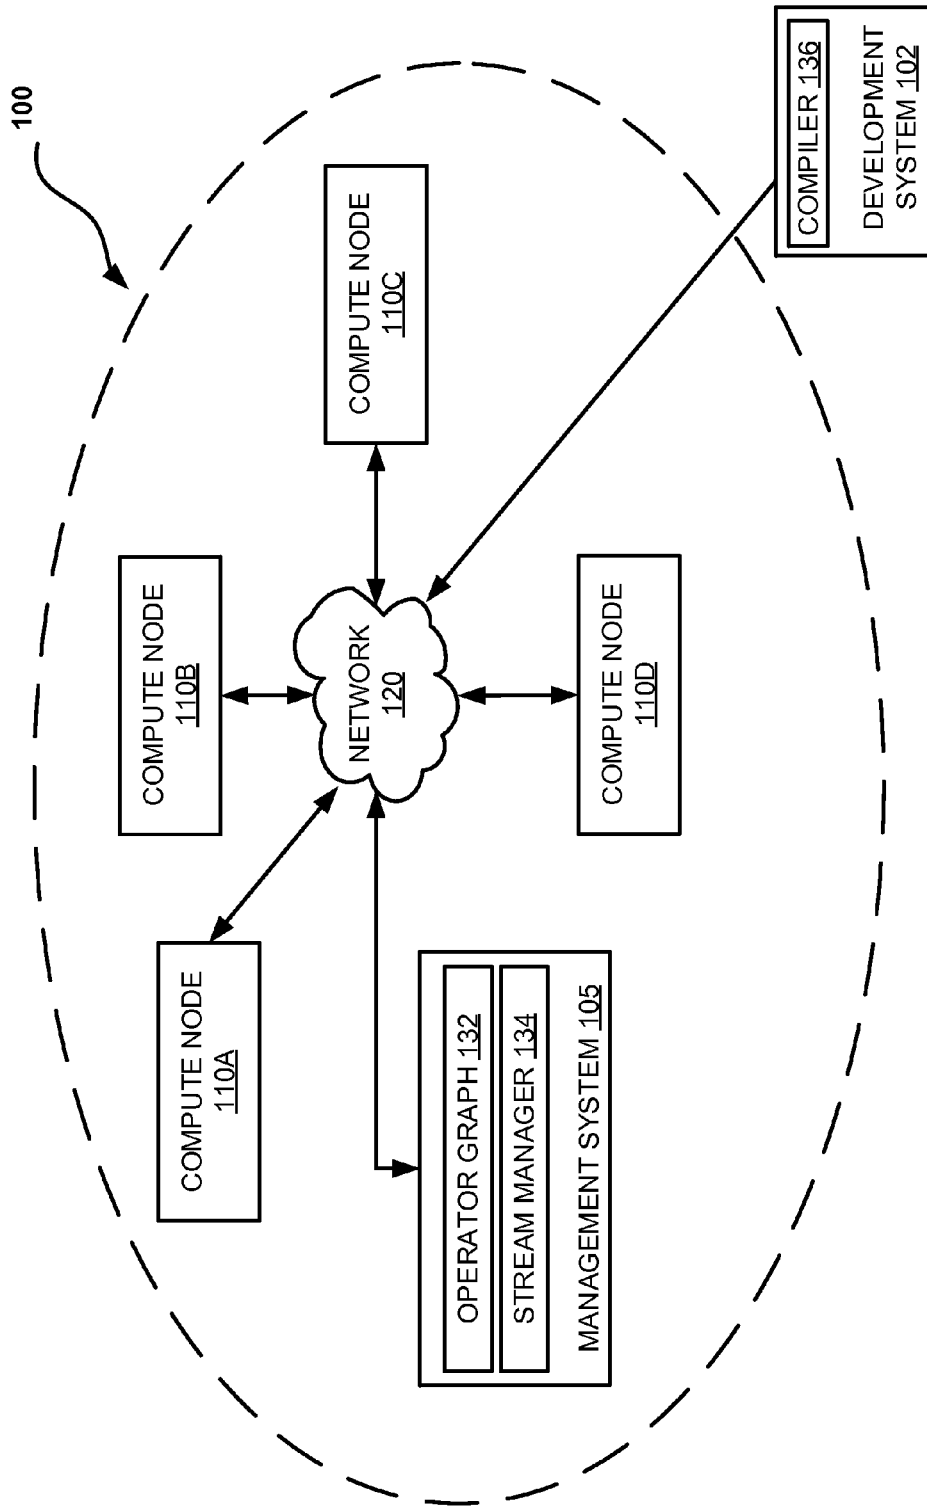 100
COMPUTE NODE
110A
COMPUTE NODE
110B
COMPUTE NODE
110C
NETWORK
120
OPERATOR GRAPH 132
STREAM MANAGER 134
MANAGEMENT SYSTEM 105
COMPUTE NODE
110D
COMPILER 136
DEVELOPMENT
SYSTEM 102